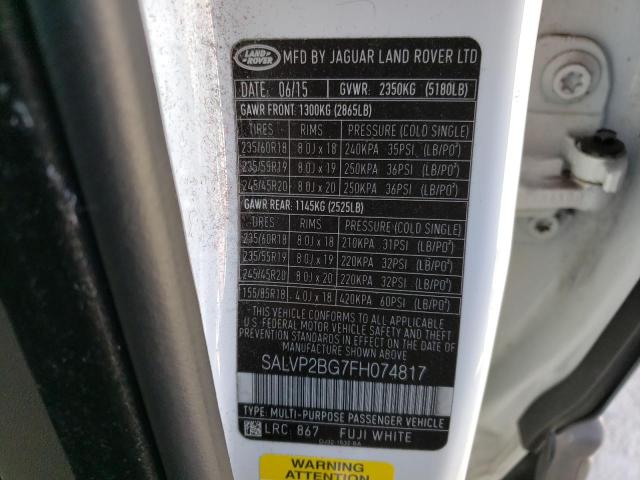 LAND ROVER MFD BY JAGUAR LAND ROVER LTD
DATE: 06/15 GVWR: 2350KG (5180LB)
GAWR FRONT: 1300KG (2865LB)
TIRES RIMS PRESSURE (COLD SINGLE)
235/60R18 8.0J x 18 240KPA 35PSI (LB/PO²)
235/55R19 8.0J x 19 250KPA 36PSI (LB/PO²)
245/45R20 8.0J x 20 250KPA 36PSI (LB/PO²)
GAWR REAR: 1145KG (2525LB)
TIRES RIMS PRESSURE (COLD SINGLE)
235/60R18 8.0J x 18 210KPA 31PSI (LB/PO²)
235/55R19 8.0J x 19 220KPA 32PSI (LB/PO²)
245/45R20 8.0J x 20 220KPA 32PSI (LB/PO²)
155/85R18 4.0J x 18 420KPA 60PSI (LB/PO²)
THIS VEHICLE CONFORMS TO ALL APPLICABLE
U.S. FEDERAL MOTOR VEHICLE SAFETY AND THEFT
PREVENTION STANDARDS IN EFFECT ON THE DATE
OF MANUFACTURE SHOWN ABOVE
SALVP2BG7FH074817
TYPE: MULTI-PURPOSE PASSENGER VEHICLE
LRC. 867 FUJI WHITE
WARNING
BEFORE ATTEMPTING